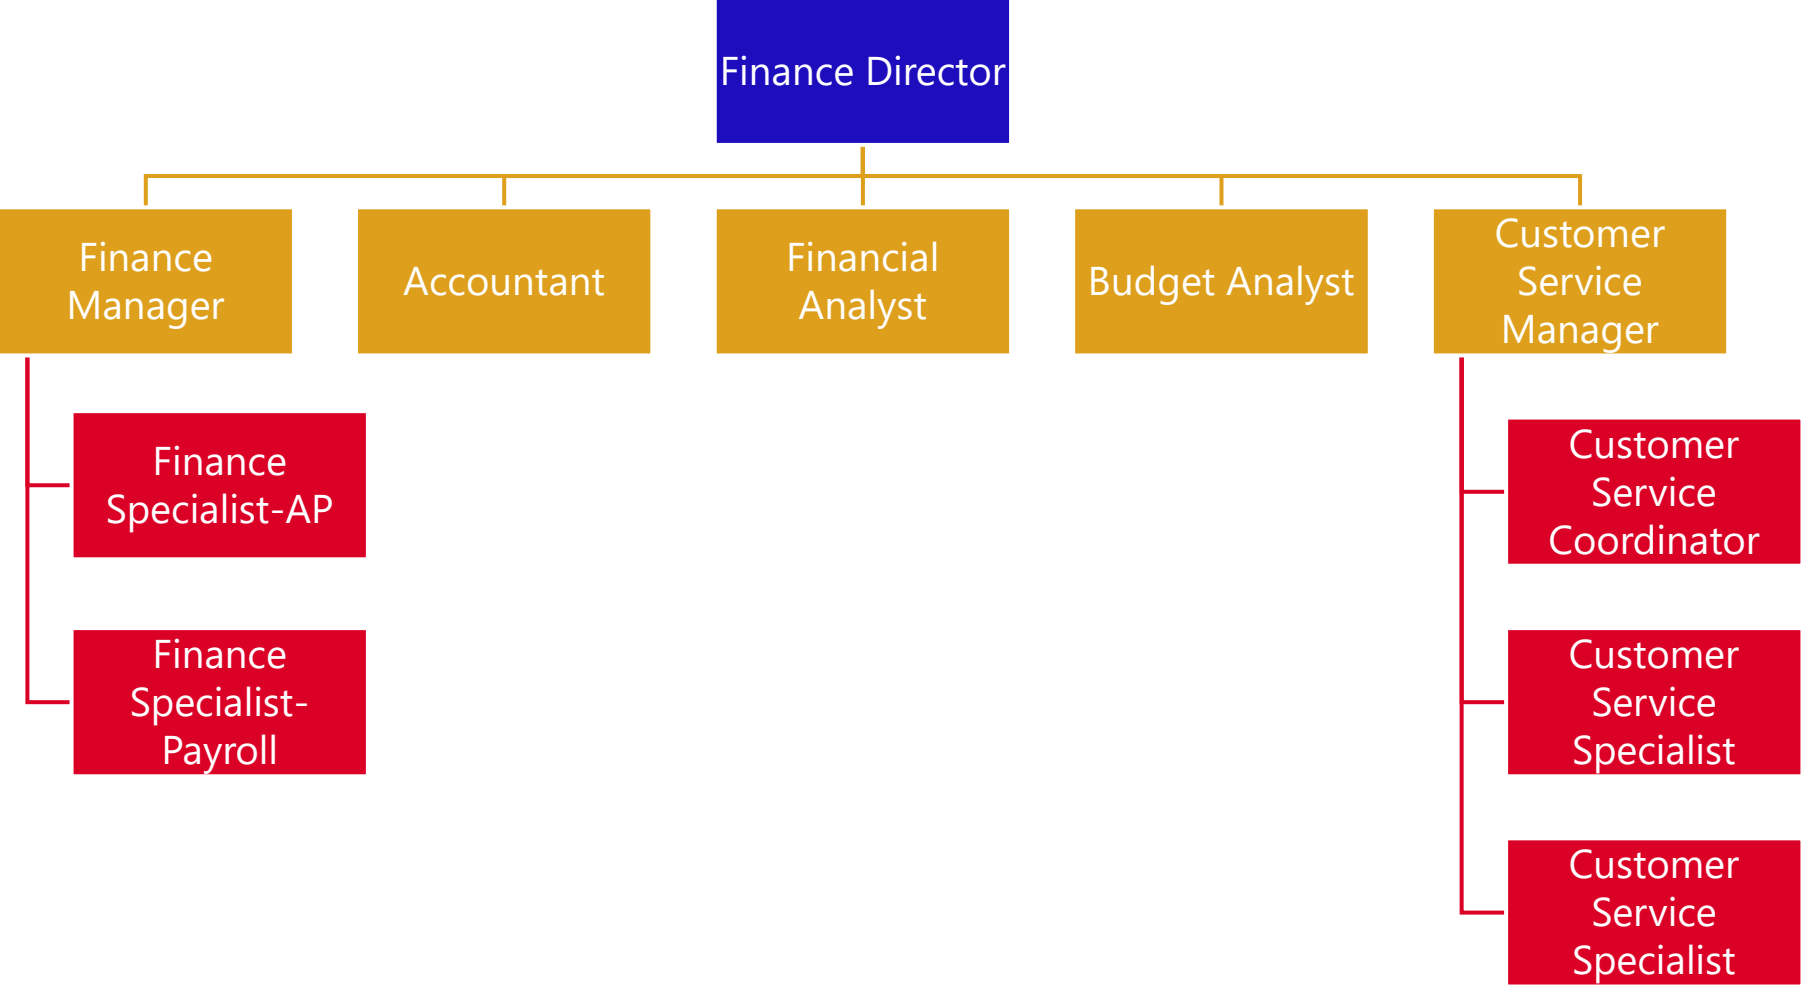 Finance Director
Finance
Manager
Accountant
Financial
Analyst
Budget Analyst
Customer
Service
Manager
Finance
Specialist-AP
Finance
Specialist-
Payroll
Customer
Service
Coordinator
Customer
Service
Specialist
Customer
Service
Specialist